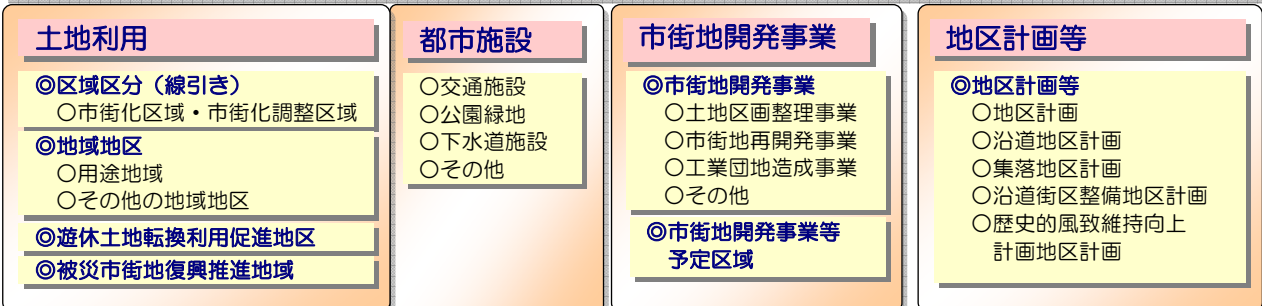 土地利用
◎区域区分（線引き）
○市街化区域・市街化調整区域
◎地域地区
○用途地域
○その他の地域地区
◎遊休土地転換利用促進地区
◎被災市街地復興推進地域
都市施設
○交通施設
○公園緑地
○下水道施設
○その他
市街地開発事業
◎市街地開発事業
○土地区画整理事業
○市街地再開発事業
○工業団地造成事業
○その他
◎市街地開発事業等
予定区域
地区計画等
◎地区計画等
○地区計画
○沿道地区計画
○集落地区計画
○沿道街区整備地区計画
○歴史的風致維持向上
計画地区計画